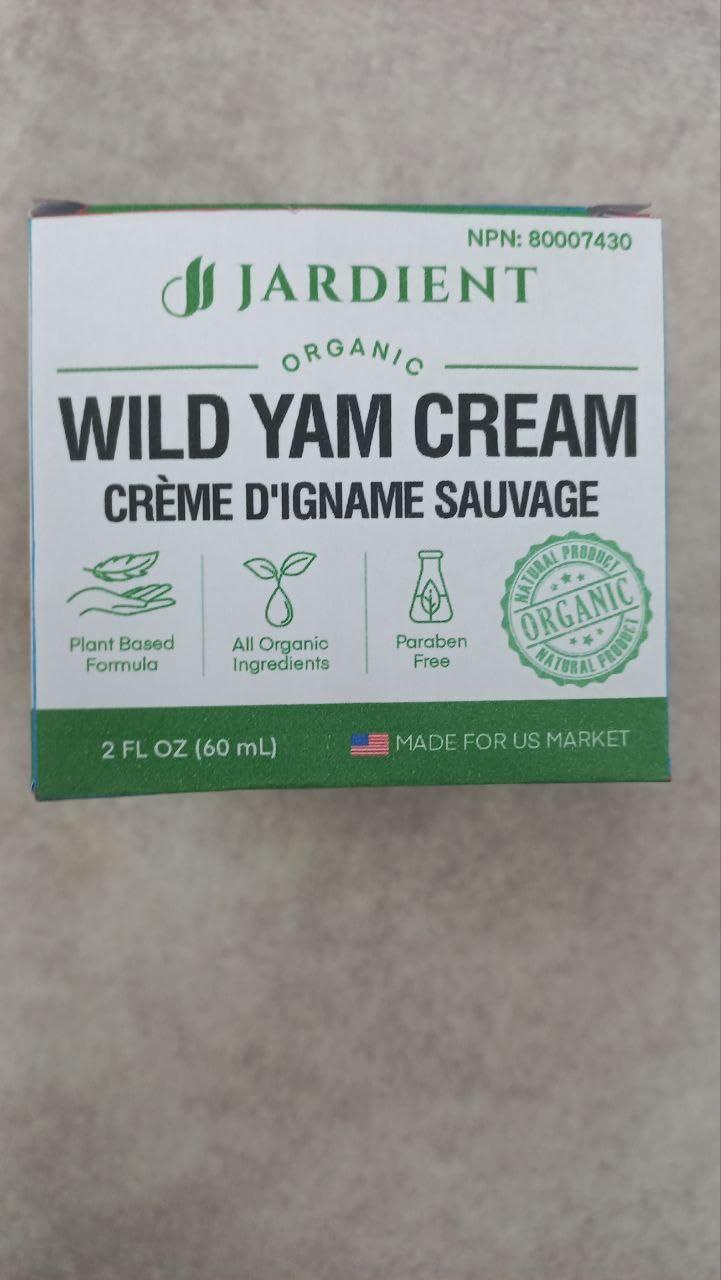 NPN: 80007430
JARDIENT
ORGANIC
WILD YAM CREAM
CRÈME D'IGNAME SAUVAGE
Plant Based
Formula
All Organic
Ingredients
Paraben
Free
NATURAL PRODUCT
ORGANIC
NATURAL PRODUCT
2 FL OZ (60 mL)
MADE FOR US MARKET